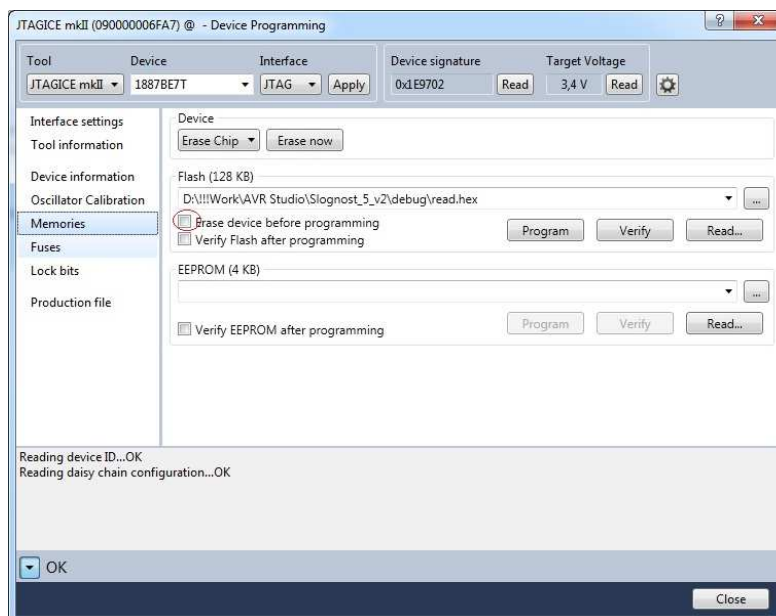 JTAGICE mkII (090000006FA7) @ - Device Programming
Tool Device Interface Device signature Target Voltage
JTAGICE mkII 1887BE7T JTAG Apply 0x1E9702 Read 3,4 V Read
Interface settings
Tool information
Device information
Oscillator Calibration
Memories
Fuses
Lock bits
Production file
Device
Erase Chip Erase now
Flash (128 KB)
D:\!!!Work\AVR Studio\Slognost_5_v2\debug\read.hex ...
Erase device before programming
Verify Flash after programming
Program Verify Read...
EEPROM (4 KB)
...
Verify EEPROM after programming
Program Verify Read...
Reading device ID...OK
Reading daisy chain configuration...OK
OK
Close